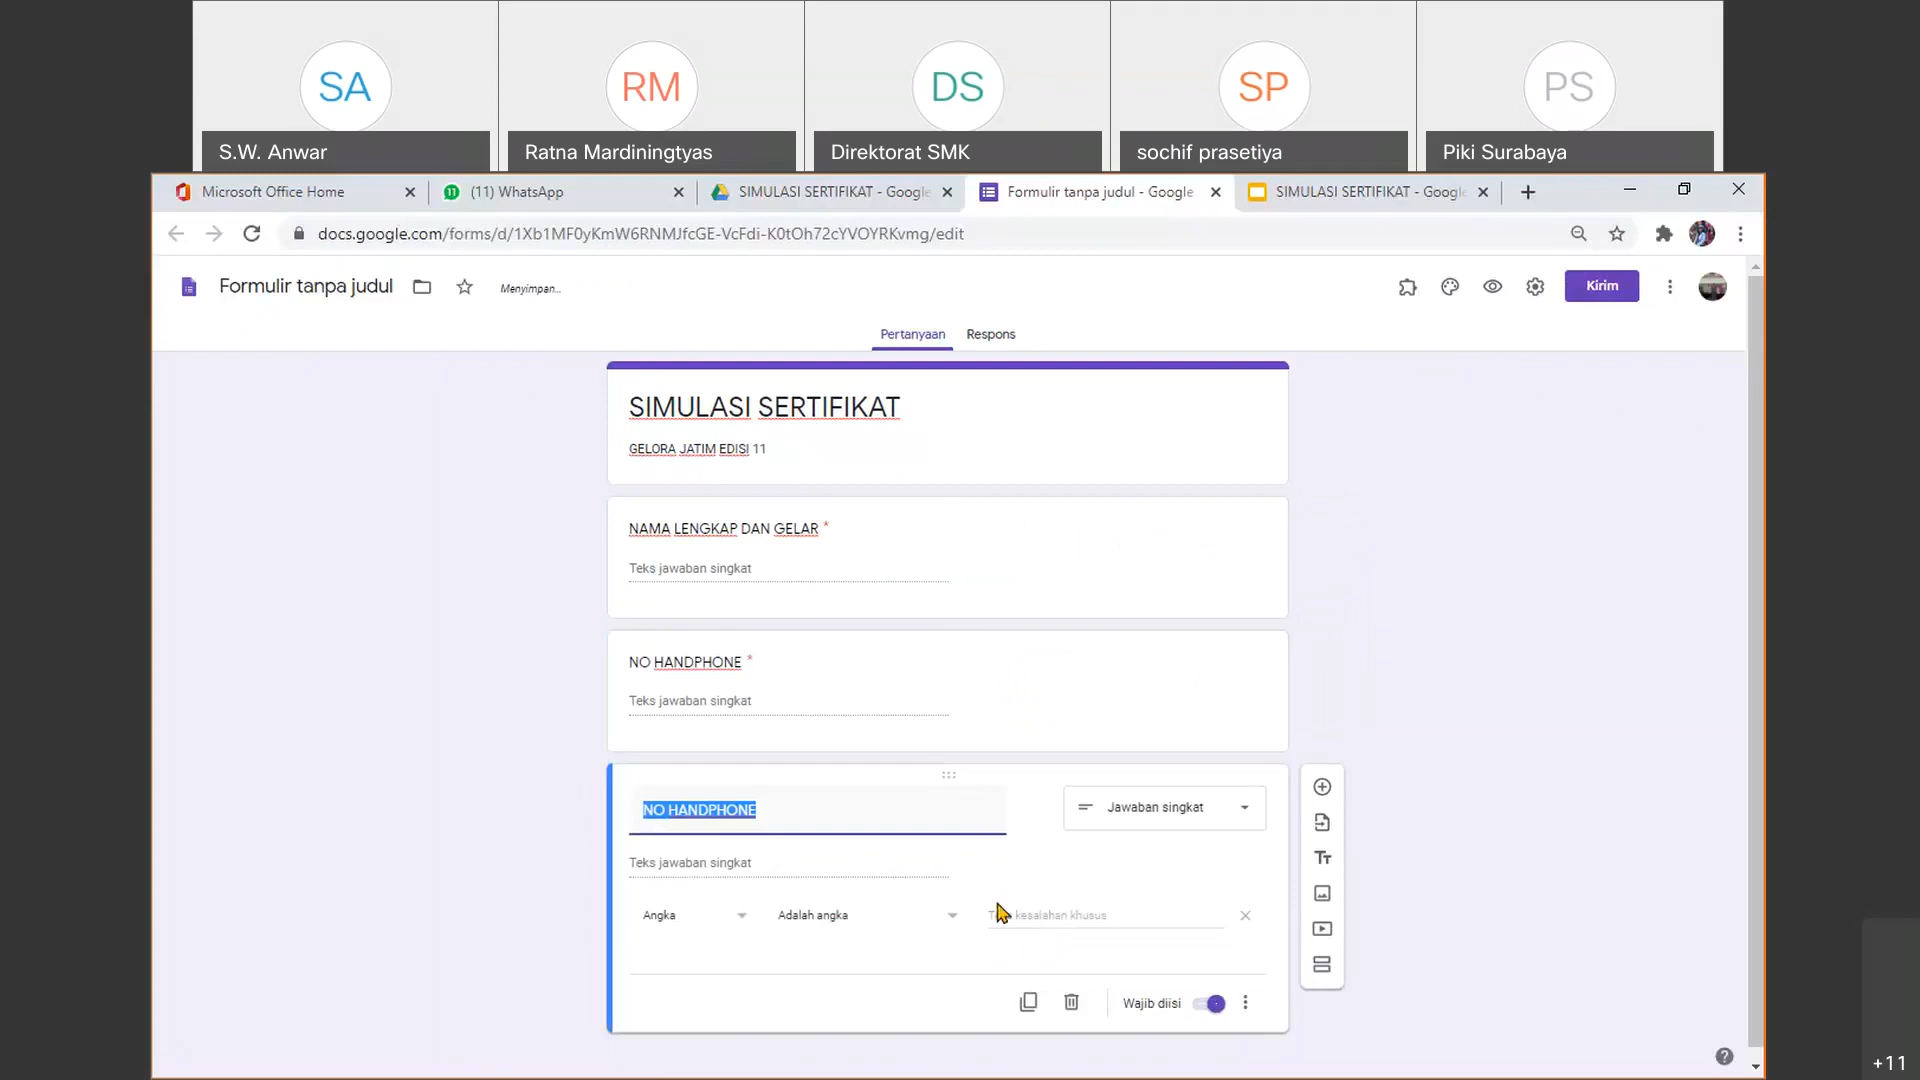 SA
RM
DS
SP
PS
S.W. Anwar
Ratna Mardiningtyas
Direktorat SMK
sochif prasetiya
Piki Surabaya
Microsoft Office Home
(11) WhatsApp
SIMULASI SERTIFIKAT - Google
Formulir tanpa judul - Google
SIMULASI SERTIFIKAT - Google
docs.google.com/forms/d/1Xb1MF0yKmW6RNMJfcGE-VcFdi-K0tOh72cYVOYRKvmg/edit
Formulir tanpa judul
Menyimpan...
Kirim
Pertanyaan
Respons
SIMULASI SERTIFIKAT
GELORA JATIM EDISI 11
NAMA LENGKAP DAN GELAR *
Teks jawaban singkat
NO HANDPHONE *
Teks jawaban singkat
NO HANDPHONE
Jawaban singkat
Teks jawaban singkat
Angka
Adalah angka
kesalahan khusus
Wajib diisi
+11